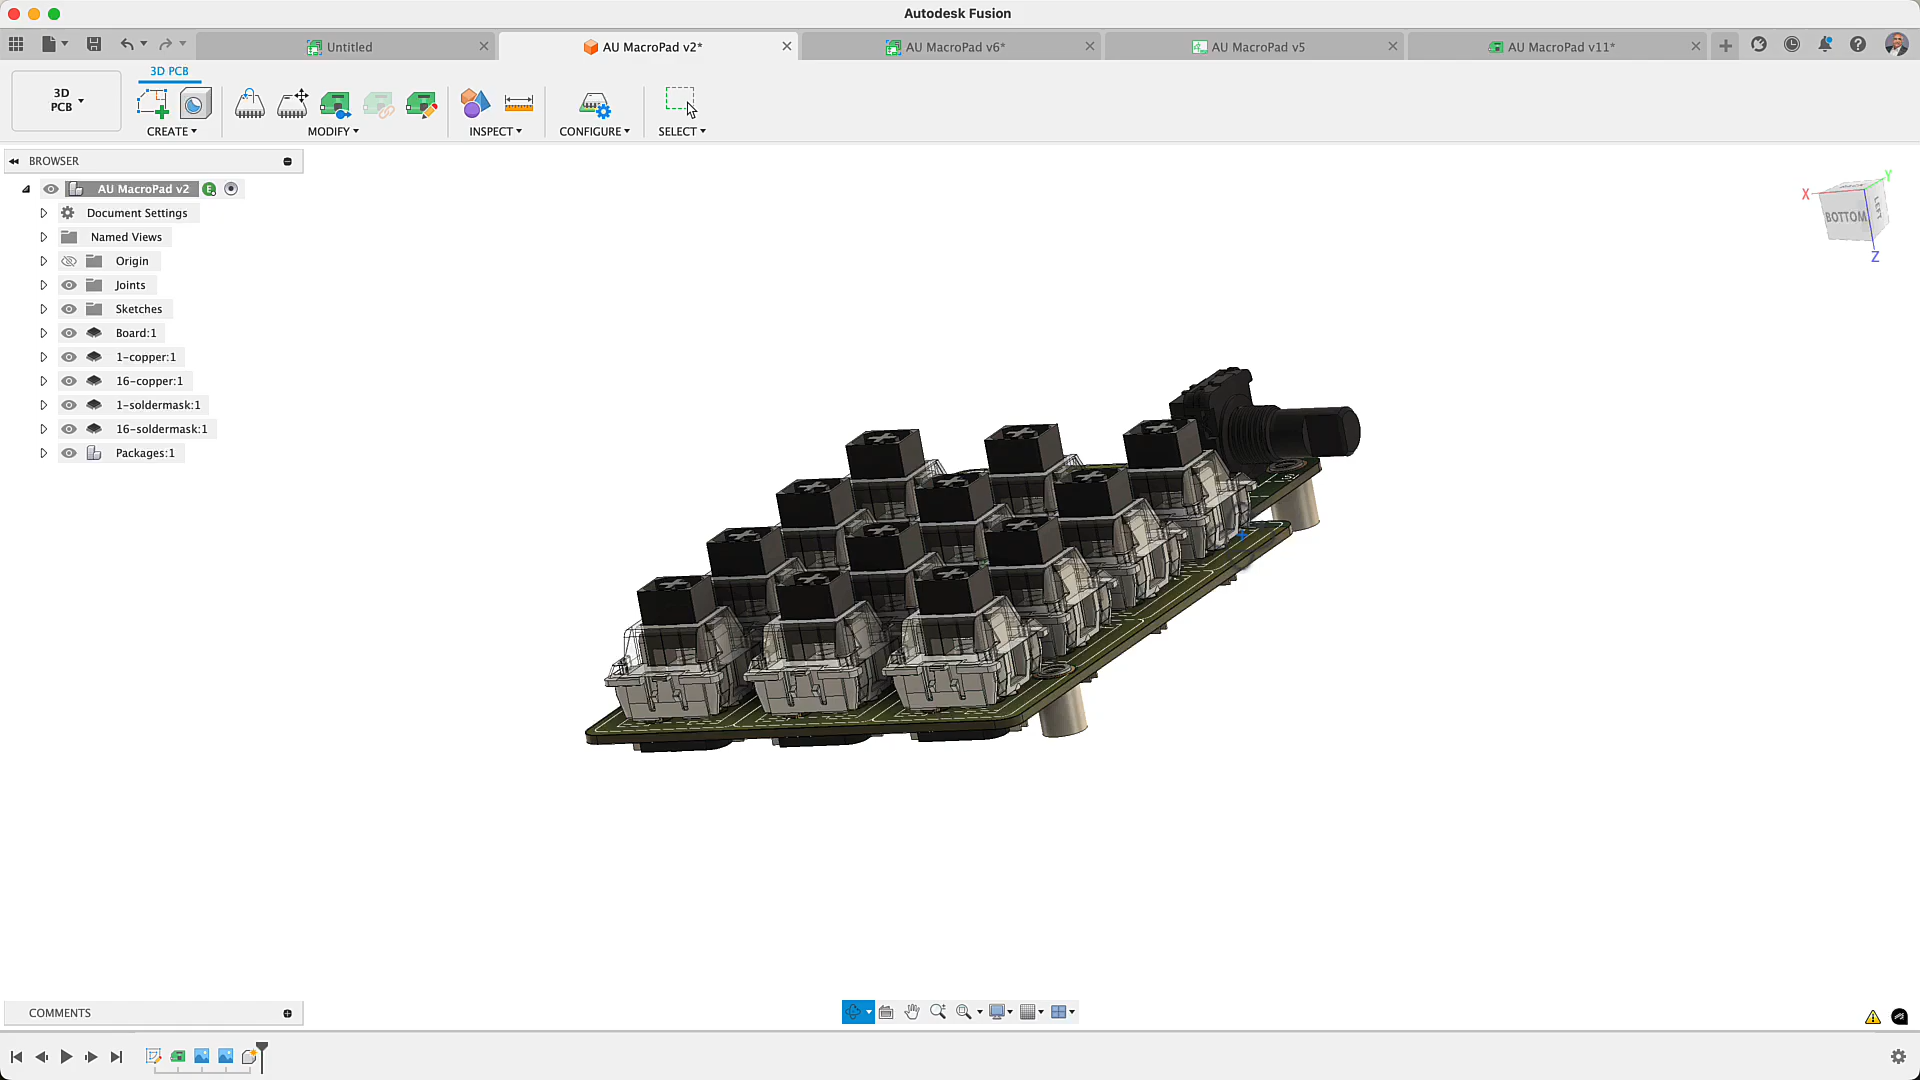 Autodesk Fusion
Untitled
AU MacroPad v2*
AU MacroPad v6*
AU MacroPad v5
AU MacroPad v11*
3D PCB
3D
PCB
CREATE
MODIFY
INSPECT
CONFIGURE
SELECT
BROWSER
AU MacroPad v2
Document Settings
Named Views
Origin
Joints
Sketches
Board:1
1-copper:1
16-copper:1
1-soldermask:1
16-soldermask:1
Packages:1
X
Y
BOTTOM
LEFT
Z
COMMENTS